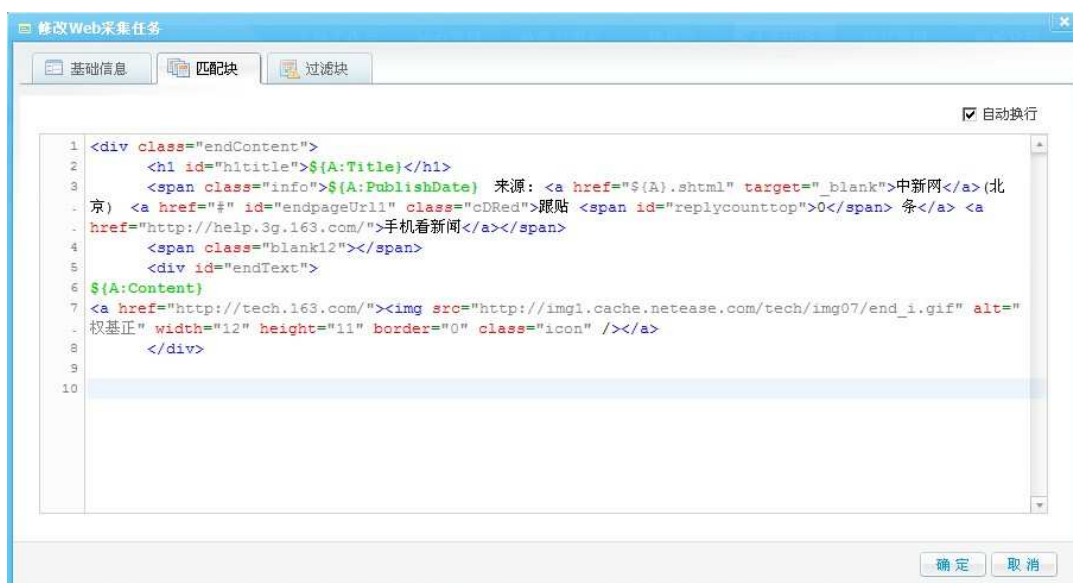 修改Web采集任务
基础信息 匹配块 过滤块
自动换行
1 <div class="endContent">
2 <h1 id="h1title">${A:Title}</h1>
3 <span class="info">${A:PublishDate} 来源: <a href="${A}.shtml" target="_blank">中新网</a>(北
京) <a href="#" id="endpageUrl1" class="cDRed">跟贴 <span id="replycounttop">0</span> 条</a> <a
href="http://help.3g.163.com/">手机看新闻</a></span>
4 <span class="blank12"></span>
5 <div id="endText">
6 ${A:Content}
7 <a href="http://tech.163.com/"><img src="http://img1.cache.netease.com/tech/img07/end_i.gif" alt="
权基正" width="12" height="11" border="0" class="icon" /></a>
8 </div>
9
10
确定 取消